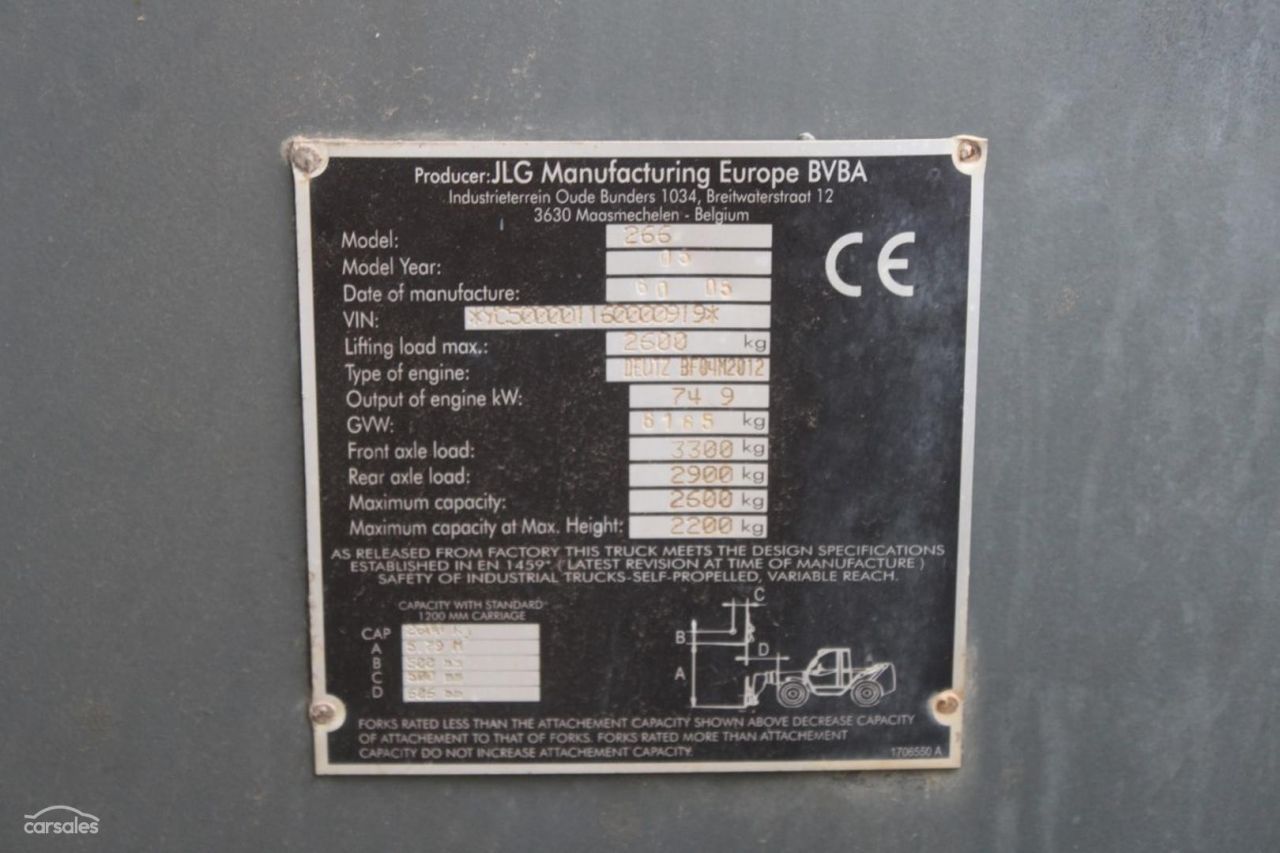 Producer: JLG Manufacturing Europe BVBA
Industrieterrein Oude Bunders 1034, Breitwaterstraat 12
3630 Maasmechelen - Belgium
Model: 266
Model Year: 05
Date of manufacture: 05
VIN:
Lifting load max.: 2600 kg
Type of engine: DEUTZ BF04M2012
Output of engine kW: 74 9
GVW: kg
Front axle load: 3300 kg
Rear axle load: 2900 kg
Maximum capacity: 2600 kg
Maximum capacity at Max. Height: 2200 kg
AS RELEASED FROM FACTORY THIS TRUCK MEETS THE DESIGN SPECIFICATIONS
ESTABLISHED IN EN 1459* ( LATEST REVISION AT TIME OF MANUFACTURE )
SAFETY OF INDUSTRIAL TRUCKS-SELF-PROPELLED, VARIABLE REACH.
CE
CAPACITY WITH STANDARD
1200 MM CARRIAGE
CAP
A M
B mm
C mm
D mm
C
B
D
A
FORKS RATED LESS THAN THE ATTACHEMENT CAPACITY SHOWN ABOVE DECREASE CAPACITY
OF ATTACHEMENT TO THAT OF FORKS. FORKS RATED MORE THAN ATTACHEMENT
CAPACITY DO NOT INCREASE ATTACHEMENT CAPACITY.
1706550 A
carsales